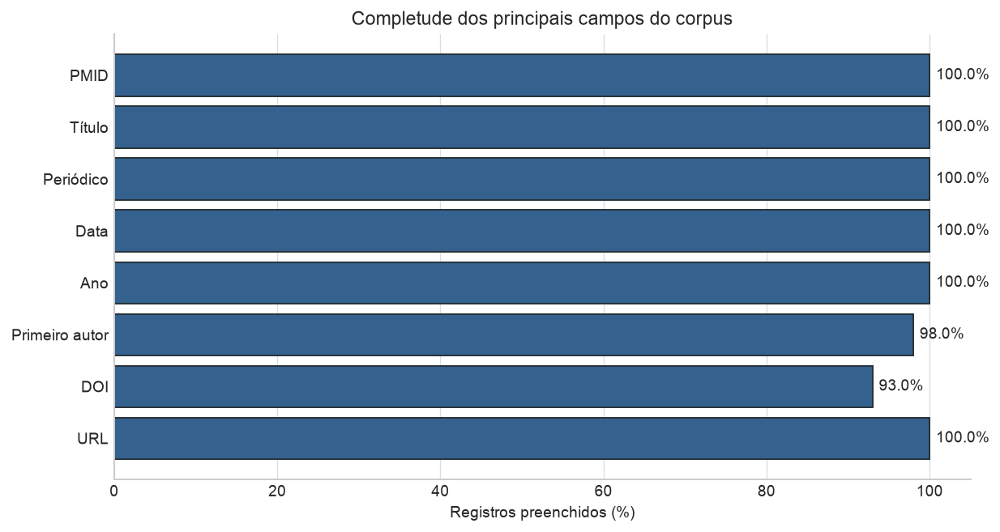 Completude dos principais campos do corpus
PMID 100.0%
Título 100.0%
Periódico 100.0%
Data 100.0%
Ano 100.0%
Primeiro autor 98.0%
DOI 93.0%
URL 100.0%
0 20 40 60 80 100
Registros preenchidos (%)